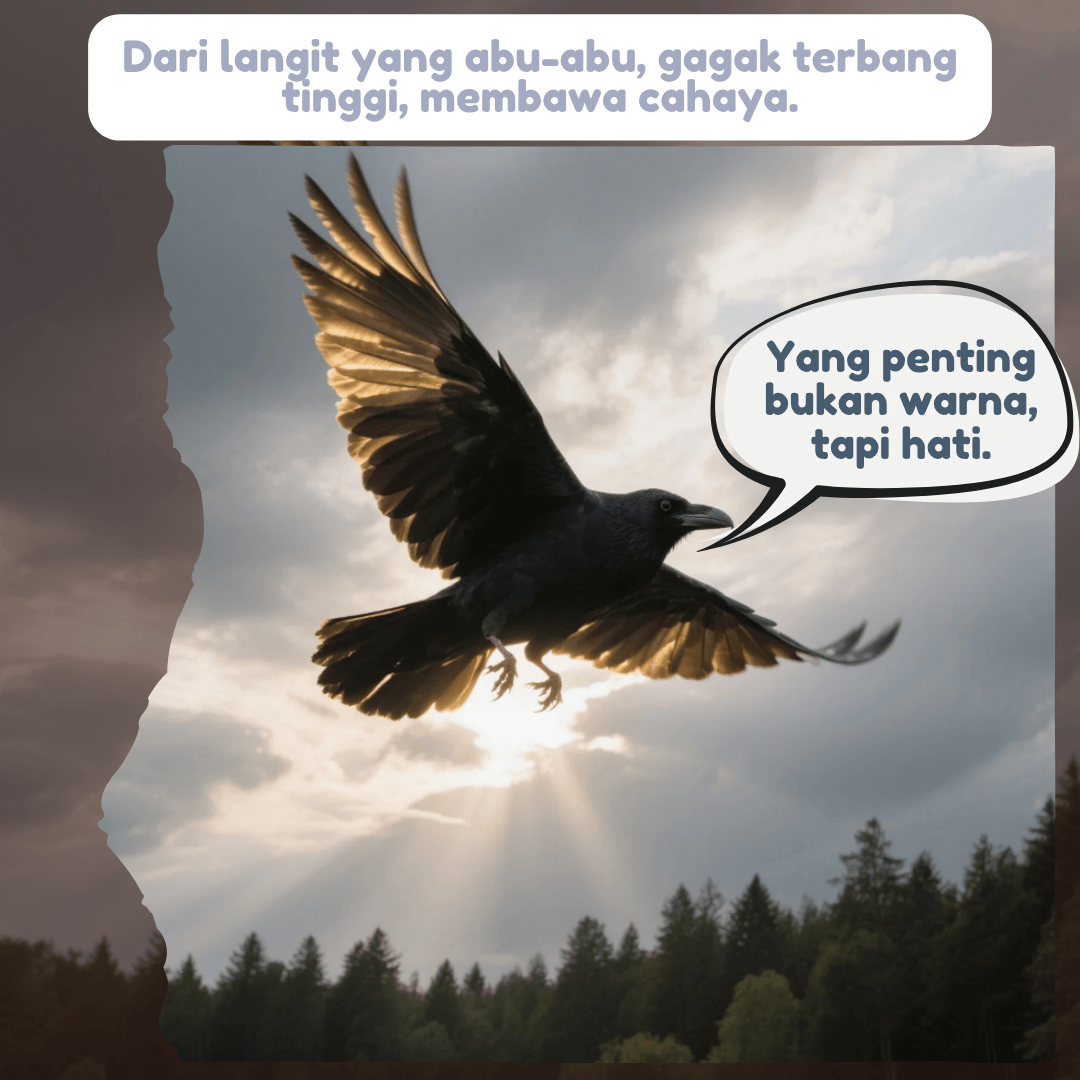 Dari langit yang abu-abu, gagak terbang
tinggi, membawa cahaya.
Yang penting
bukan warna,
tapi hati.